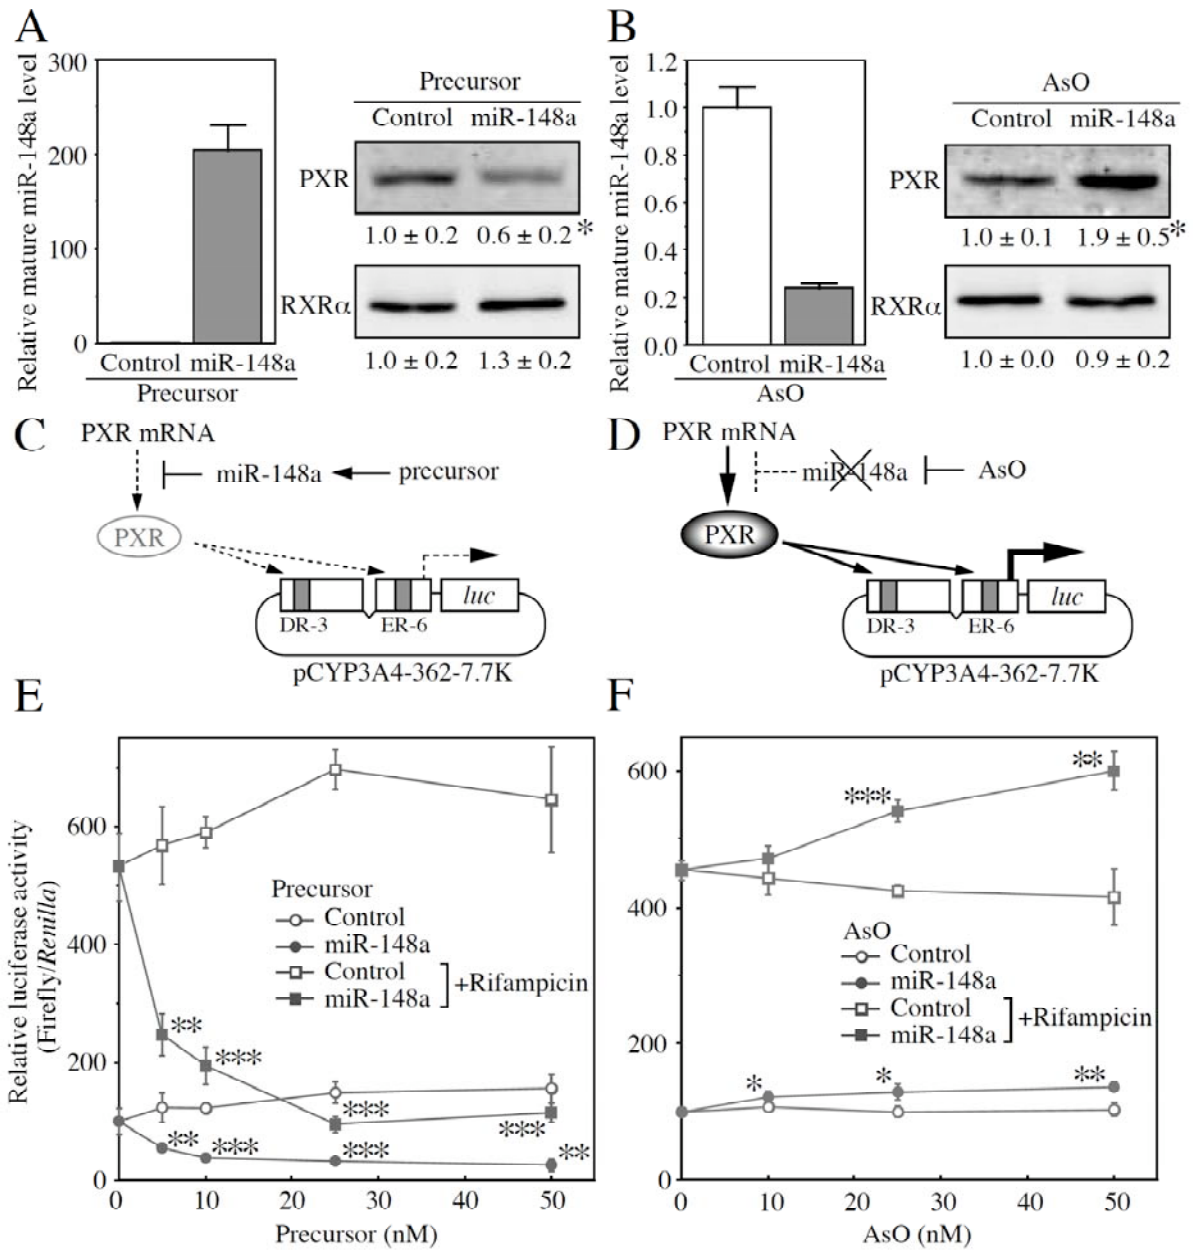 A
Relative mature miR-148a level
300
200
100
0
Control miR-148a
Precursor
Precursor
Control miR-148a
PXR
1.0 ± 0.2 0.6 ± 0.2 *
RXRα
1.0 ± 0.2 1.3 ± 0.2
B
Relative mature miR-148a level
1.2
1.0
0.8
0.6
0.4
0.2
0.0
Control miR-148a
AsO
AsO
Control miR-148a
PXR
1.0 ± 0.1 1.9 ± 0.5 *
RXRα
1.0 ± 0.0 0.9 ± 0.2
C
PXR mRNA
miR-148a precursor
PXR
DR-3 ER-6 luc
pCYP3A4-362-7.7K
D
PXR mRNA
miR-148a AsO
PXR
DR-3 ER-6 luc
pCYP3A4-362-7.7K
E
Relative luciferase activity
(Firefly/Renilla)
600
400
200
0
Precursor
Control
miR-148a
Control
miR-148a
+Rifampicin
**
***
***
***
**
***
***
**
0 10 20 30 40 50
Precursor (nM)
F
600
400
200
0
***
**
AsO
Control
miR-148a
Control
miR-148a
+Rifampicin
*
*
**
0 10 20 30 40 50
AsO (nM)